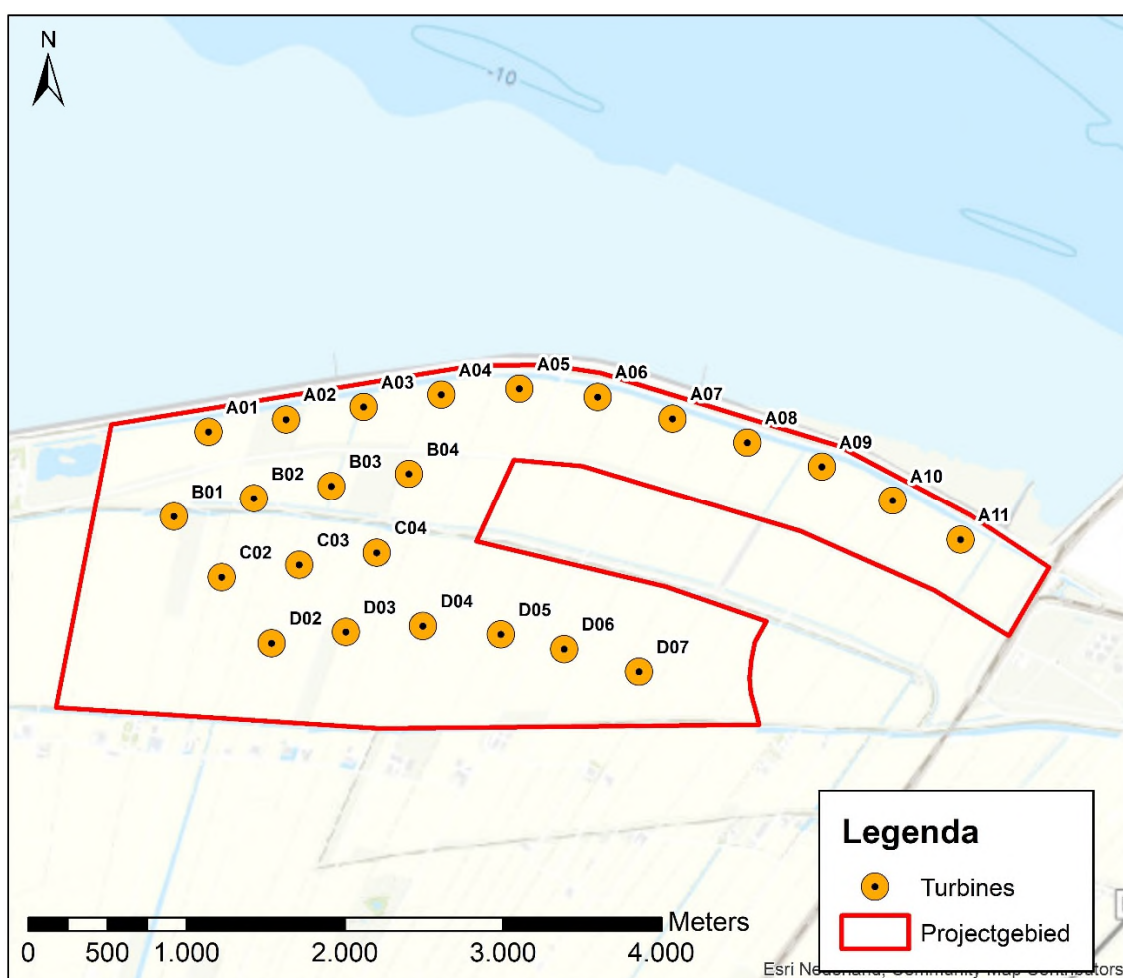 N
-10
A01
A02
A03
A04
A05
A06
A07
A08
A09
A10
A11
B01
B02
B03
B04
C02
C03
C04
D02
D03
D04
D05
D06
D07
Legenda
Turbines
Projectgebied
Meters
0
500
1.000
2.000
3.000
4.000
Esri Nederland, Community Map Contributors